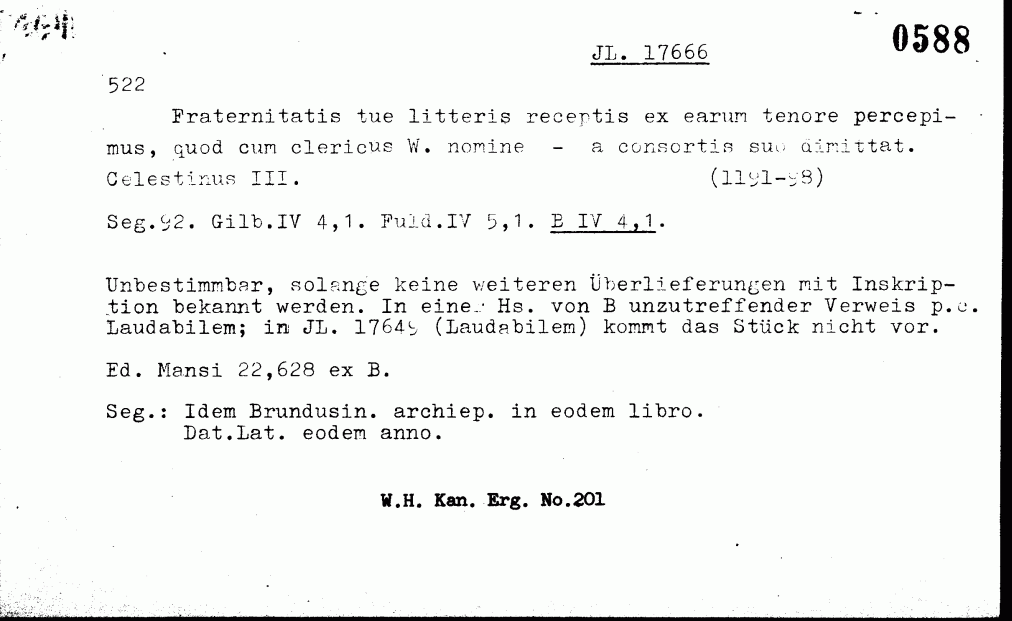 0588
JL. 17666
522
Fraternitatis tue litteris receptis ex earum tenore percepi-
mus, quod cum clericus W. nomine - a consortis suo dimittat.
Celestinus III. (1191-98)
Seg.92. Gilb.IV 4,1. Fuld.IV 5,1. B IV 4,1.
Unbestimmbar, solange keine weiteren Überlieferungen mit Inskrip-
tion bekannt werden. In einer Hs. von B unzutreffender Verweis p.c.
Laudabilem; in JL. 17649 (Laudabilem) kommt das Stück nicht vor.
Ed. Mansi 22,628 ex B.
Seg.: Idem Brundusin. archiep. in eodem libro.
Dat.Lat. eodem anno.
W.H. Kan. Erg. No.201